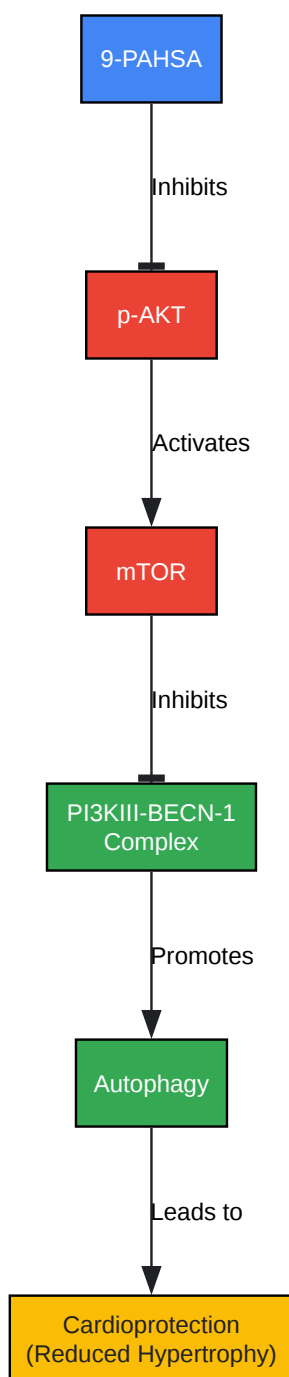 9-PAHSA
Inhibits
p-AKT
Activates
mTOR
Inhibits
PI3KIII-BECN-1
Complex
Promotes
Autophagy
Leads to
Cardioprotection
(Reduced Hypertrophy)